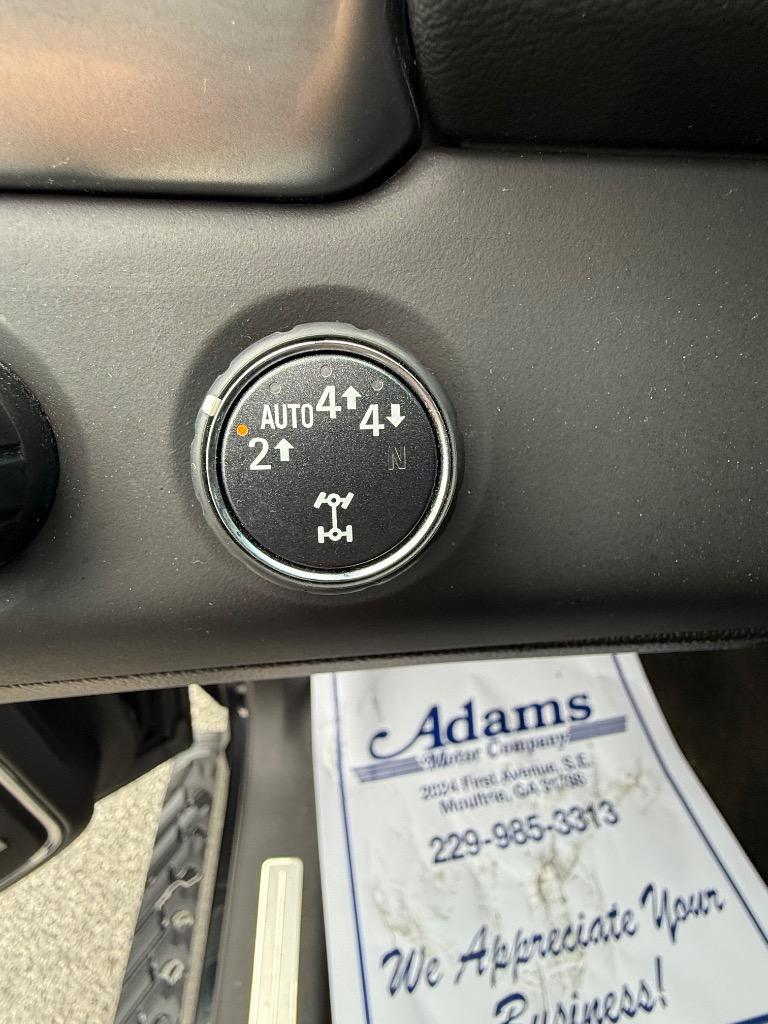 AUTO 4↑ 4↓
2↑ N
Adams
Motor Company
2024 First Avenue, S.E.
Moultrie, GA 31768
229-985-3313
We Appreciate Your
Business!